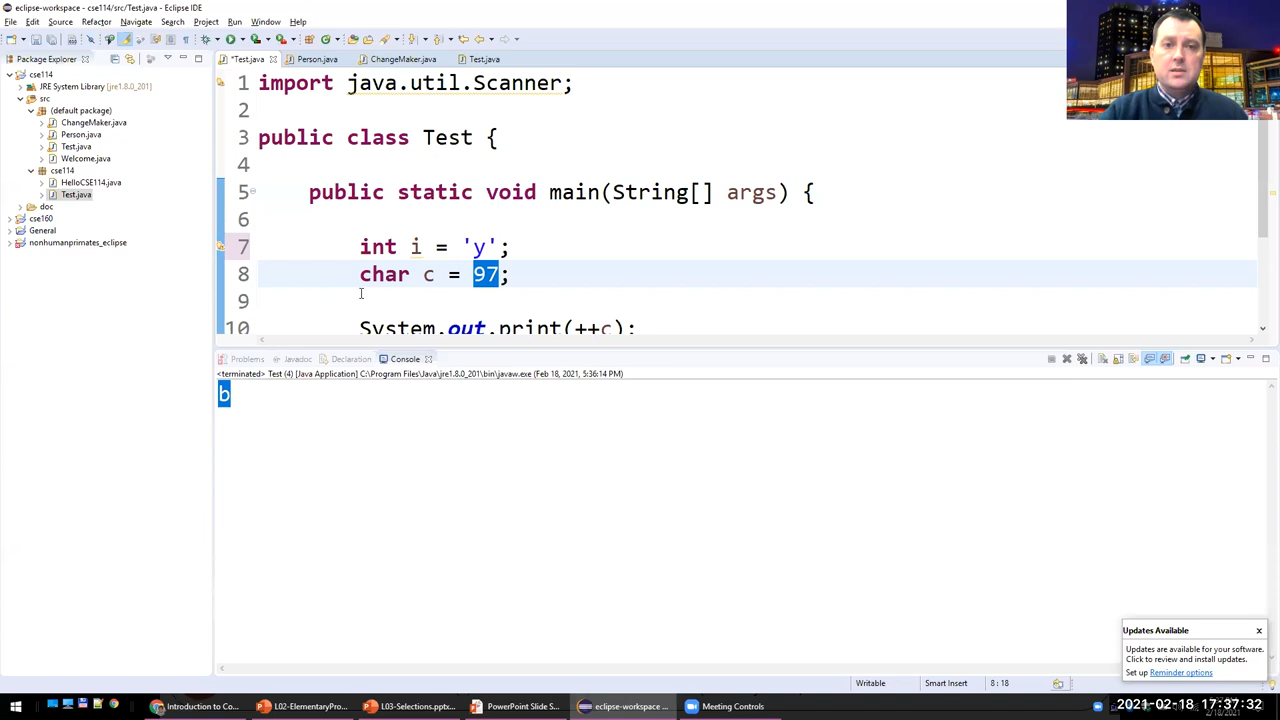 eclipse-workspace - cse114/src/Test.java - Eclipse IDE
File Edit Source Refactor Navigate Search Project Run Window Help
Package Explorer
*Test.java Person.java ChangeMaker.java Test.java
cse114
JRE System Library [jre1.8.0_201]
src
(default package)
ChangeMaker.java
Person.java
Test.java
Welcome.java
cse114
HelloCSE114.java
Test.java
doc
cse160
General
nonhumanprimates_eclipse
1 import java.util.Scanner;
2
3 public class Test {
4
5 public static void main(String[] args) {
6
7 int i = 'y';
8 char c = 97;
9
10 System.out.print(++c);
Problems Javadoc Declaration Console
<terminated> Test (4) [Java Application] C:\Program Files\Java\jre1.8.0_201\bin\javaw.exe (Feb 18, 2021, 5:36:14 PM)
b
Updates Available
Updates are available for your software.
Click to review and install updates.
Set up Reminder options
Writable Smart Insert 8 : 18
Introduction to Co...
L02-ElementaryPro...
L03-Selections.pptx...
PowerPoint Slide S...
eclipse-workspace ...
Meeting Controls
2021-02-18 17:37:32
2/18/2021